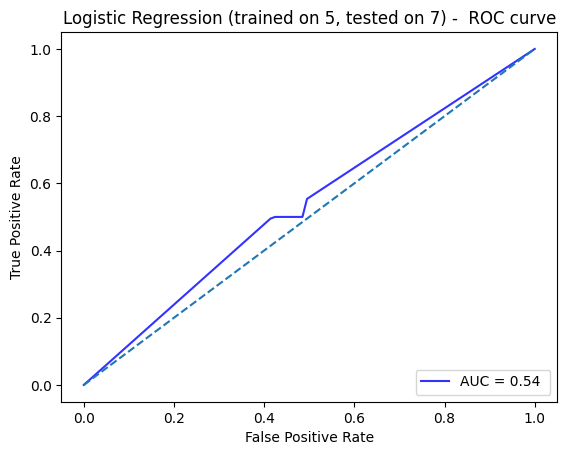 Logistic Regression (trained on 5, tested on 7) -  ROC curve
1.0
0.8
0.6
0.4
0.2
0.0
True Positive Rate
AUC = 0.54
0.0 0.2 0.4 0.6 0.8 1.0
False Positive Rate